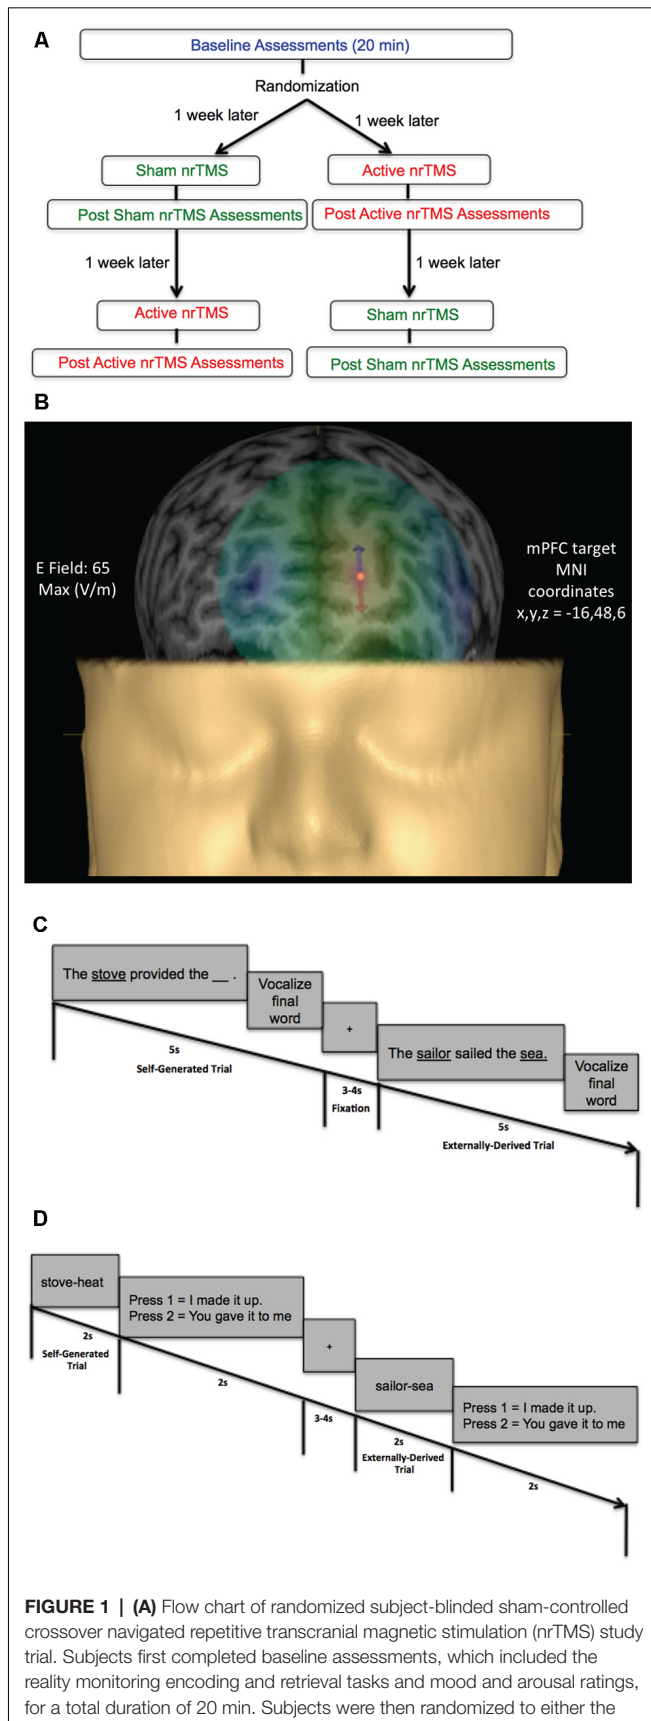 A
Baseline Assessments (20 min)
Randomization
1 week later
1 week later
Sham nrTMS
Active nrTMS
Post Sham nrTMS Assessments
Post Active nrTMS Assessments
1 week later
1 week later
Active nrTMS
Sham nrTMS
Post Active nrTMS Assessments
Post Sham nrTMS Assessments
B
E Field: 65
Max (V/m)
mPFC target
MNI
coordinates
x,y,z = -16,48,6
C
The stove provided the __ .
Vocalize
final
word
+
The sailor sailed the sea.
Vocalize
final
word
5s
Self-Generated Trial
3-4s
Fixation
5s
Externally-Derived Trial
D
stove-heat
Press 1 = I made it up.
Press 2 = You gave it to me
+
sailor-sea
Press 1 = I made it up.
Press 2 = You gave it to me
2s
Self-Generated
Trial
2s
3-4s
2s
Externally-Derived
Trial
2s
FIGURE 1 | (A) Flow chart of randomized subject-blinded sham-controlled
crossover navigated repetitive transcranial magnetic stimulation (nrTMS) study
trial. Subjects first completed baseline assessments, which included the
reality monitoring encoding and retrieval tasks and mood and arousal ratings,
for a total duration of 20 min. Subjects were then randomized to either the